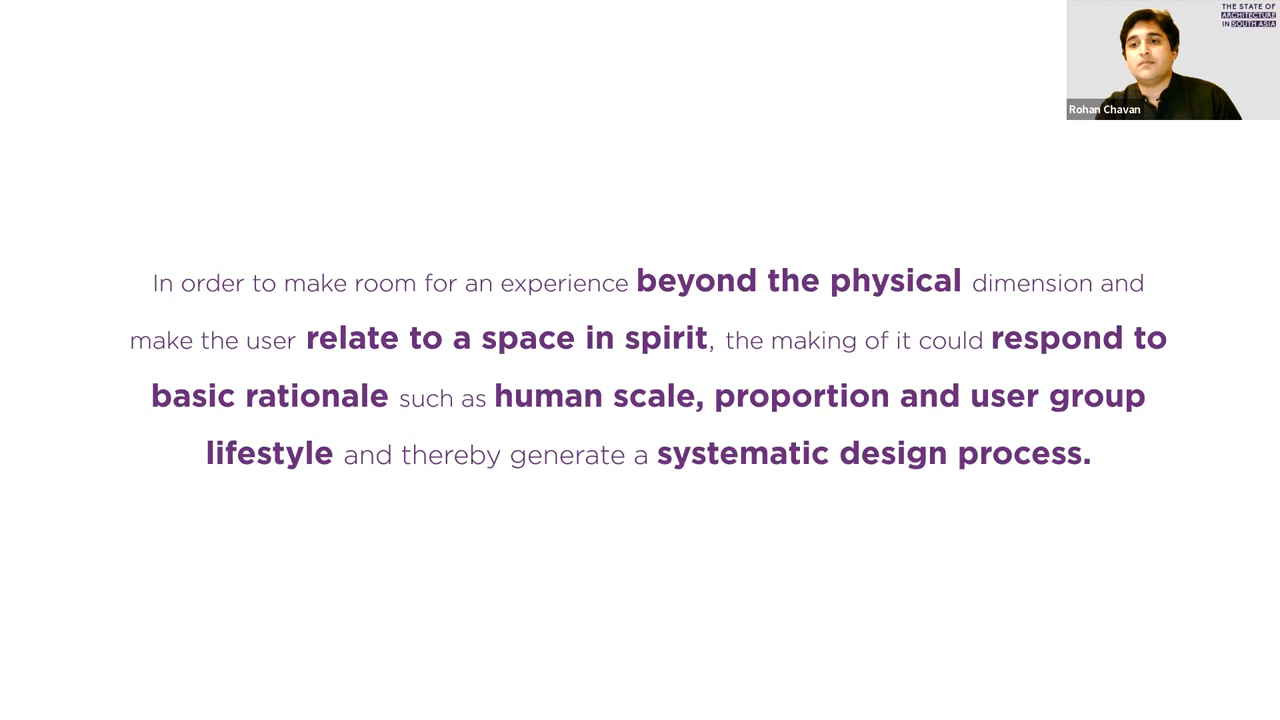 THE STATE OF
ARCHITECTURE
IN SOUTH ASIA
Rohan Chavan
In order to make room for an experience beyond the physical dimension and
make the user relate to a space in spirit, the making of it could respond to
basic rationale such as human scale, proportion and user group
lifestyle and thereby generate a systematic design process.